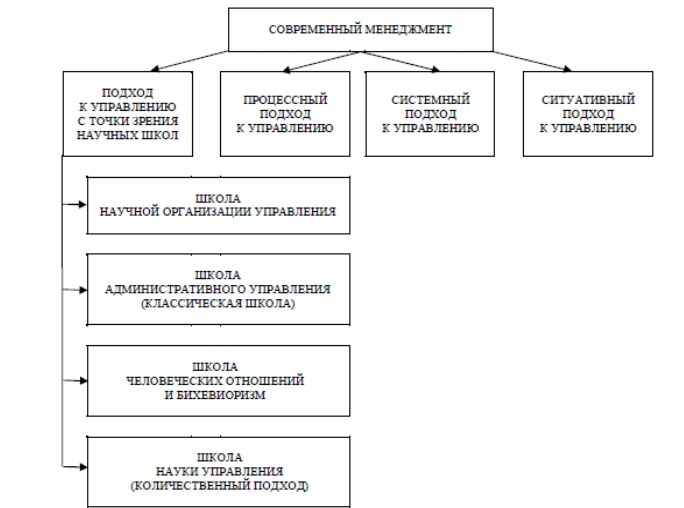 СОВРЕМЕННЫЙ МЕНЕДЖМЕНТ
ПОДХОД
К УПРАВЛЕНИЮ
С ТОЧКИ ЗРЕНИЯ
НАУЧНЫХ ШКОЛ
ПРОЦЕССНЫЙ
ПОДХОД
К УПРАВЛЕНИЮ
СИСТЕМНЫЙ
ПОДХОД
К УПРАВЛЕНИЮ
СИТУАТИВНЫЙ
ПОДХОД
К УПРАВЛЕНИЮ
ШКОЛА
НАУЧНОЙ ОРГАНИЗАЦИИ УПРАВЛЕНИЯ
ШКОЛА
АДМИНИСТРАТИВНОГО УПРАВЛЕНИЯ
(КЛАССИЧЕСКАЯ ШКОЛА)
ШКОЛА
ЧЕЛОВЕЧЕСКИХ ОТНОШЕНИЙ
И БИХЕВИОРИЗМ
ШКОЛА
НАУКИ УПРАВЛЕНИЯ
(КОЛИЧЕСТВЕННЫЙ ПОДХОД)